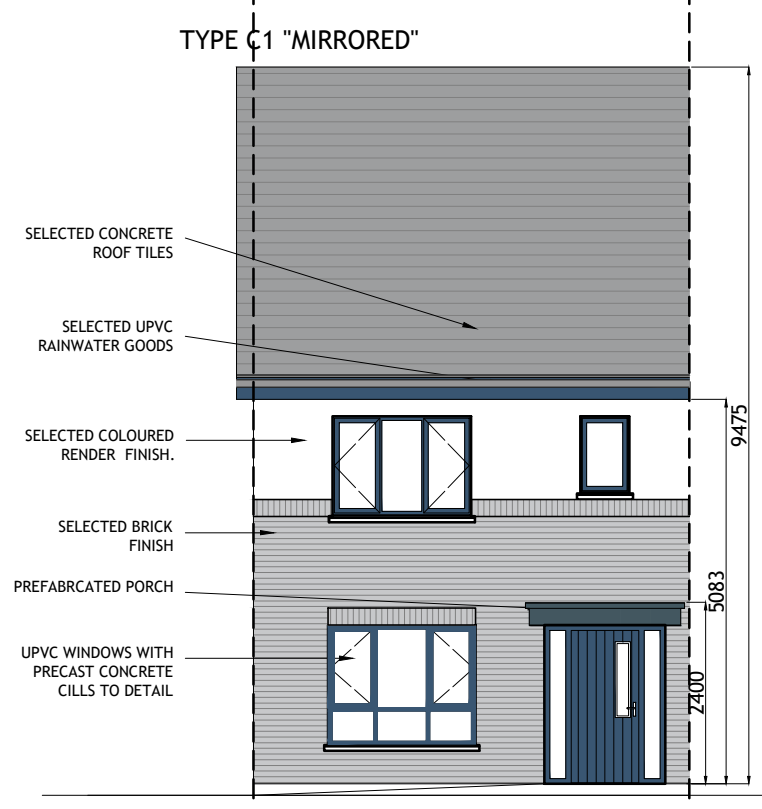 TYPE C1 "MIRRORED"
SELECTED CONCRETE
ROOF TILES
SELECTED UPVC
RAINWATER GOODS
SELECTED COLOURED
RENDER FINISH.
SELECTED BRICK
FINISH
PREFABRCATED PORCH
UPVC WINDOWS WITH
PRECAST CONCRETE
CILLS TO DETAIL
2400
5083
9475